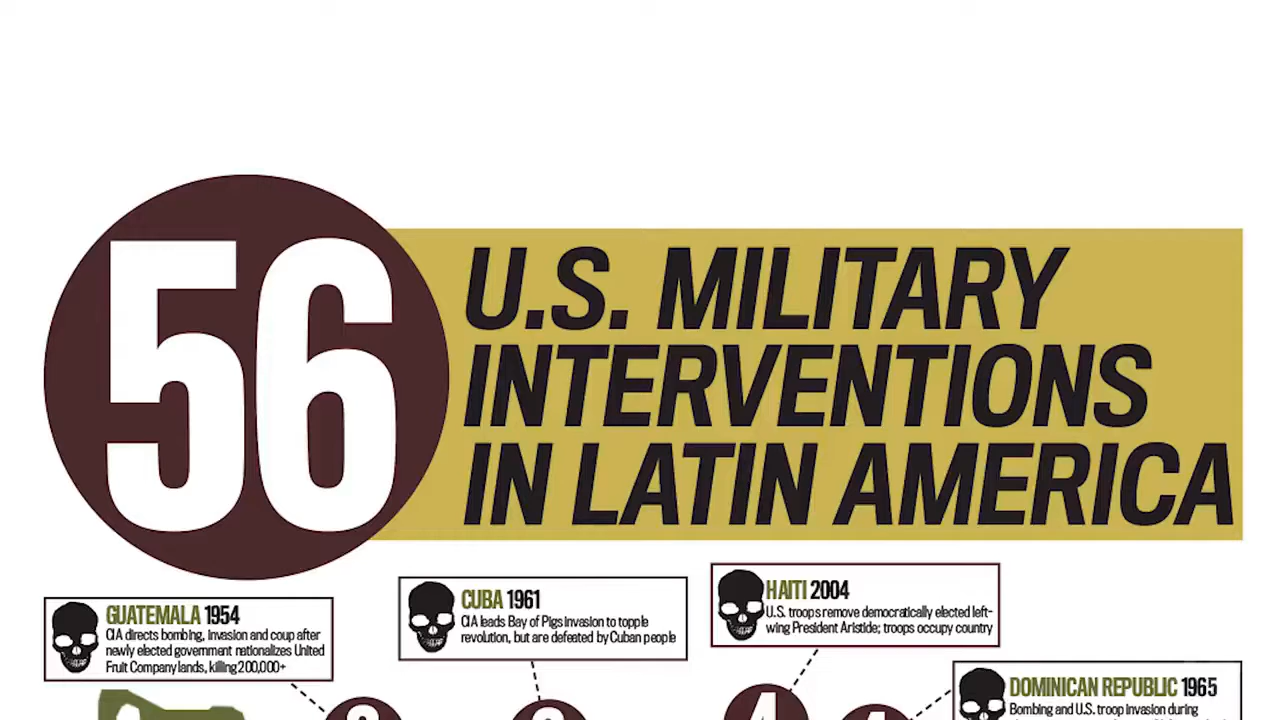 56
U.S. MILITARY
INTERVENTIONS
IN LATIN AMERICA
GUATEMALA 1954
CIA directs bombing, invasion and coup after
newly elected government nationalizes United
Fruit Company lands, killing 200,000+
CUBA 1961
CIA leads Bay of Pigs invasion to topple
revolution, but are defeated by Cuban people
HAITI 2004
U.S. troops remove democratically elected left-
wing President Aristide; troops occupy country
DOMINICAN REPUBLIC 1965
Bombing and U.S. troop invasion during